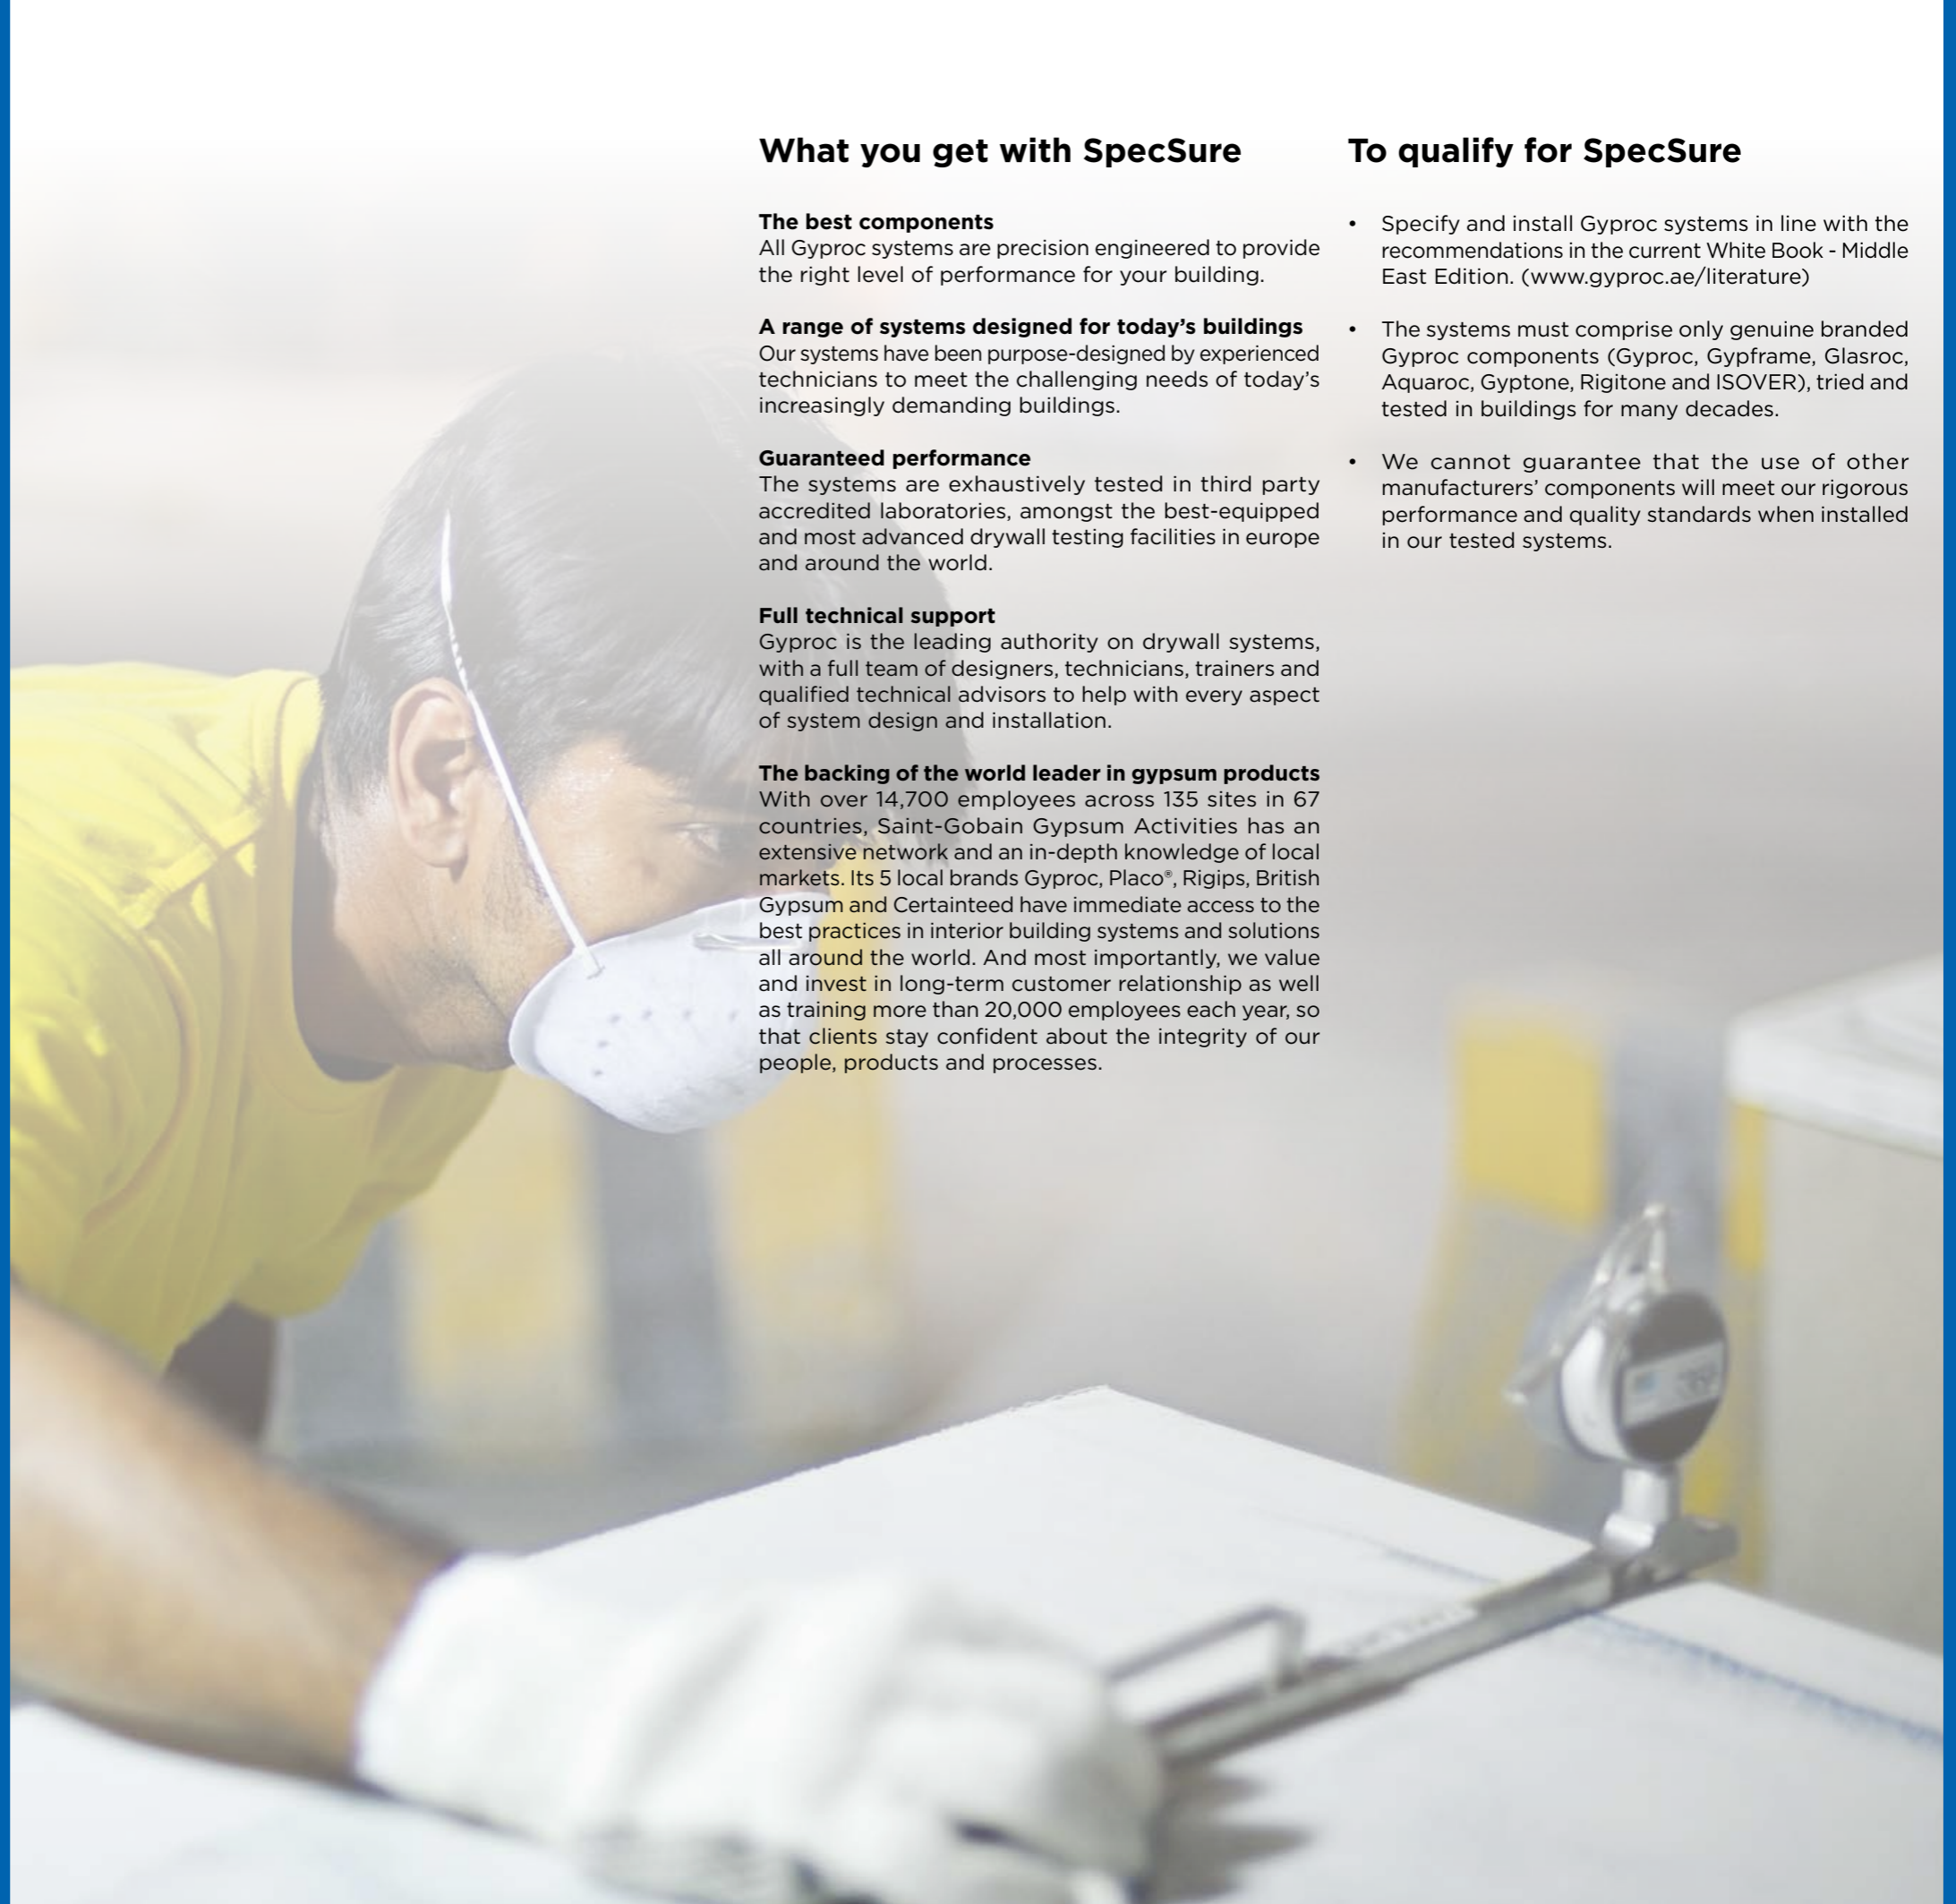 What you get with SpecSure
The best components
All Gyproc systems are precision engineered to provide
the right level of performance for your building.
A range of systems designed for today’s buildings
Our systems have been purpose-designed by experienced
technicians to meet the challenging needs of today’s
increasingly demanding buildings.
Guaranteed performance
The systems are exhaustively tested in third party
accredited laboratories, amongst the best-equipped
and most advanced drywall testing facilities in europe
and around the world.
Full technical support
Gyproc is the leading authority on drywall systems,
with a full team of designers, technicians, trainers and
qualified technical advisors to help with every aspect
of system design and installation.
The backing of the world leader in gypsum products
With over 14,700 employees across 135 sites in 67
countries, Saint-Gobain Gypsum Activities has an
extensive network and an in-depth knowledge of local
markets. Its 5 local brands Gyproc, Placo®, Rigips, British
Gypsum and Certainteed have immediate access to the
best practices in interior building systems and solutions
all around the world. And most importantly, we value
and invest in long-term customer relationship as well
as training more than 20,000 employees each year, so
that clients stay confident about the integrity of our
people, products and processes.
To qualify for SpecSure
• Specify and install Gyproc systems in line with the
recommendations in the current White Book - Middle
East Edition. (www.gyproc.ae/literature)
• The systems must comprise only genuine branded
Gyproc components (Gyproc, Gypframe, Glasroc,
Aquaroc, Gyptone, Rigitone and ISOVER), tried and
tested in buildings for many decades.
• We cannot guarantee that the use of other
manufacturers’ components will meet our rigorous
performance and quality standards when installed
in our tested systems.